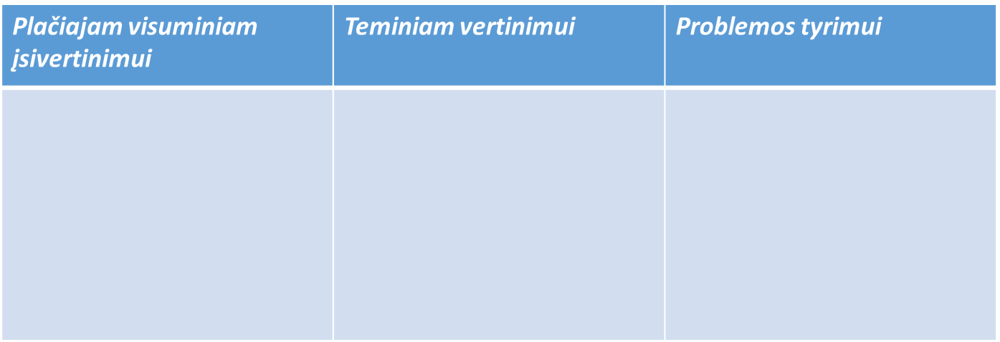 Plačiajam visuminiam
įsivertinimui
Teminiam vertinimui
Problemos tyrimui